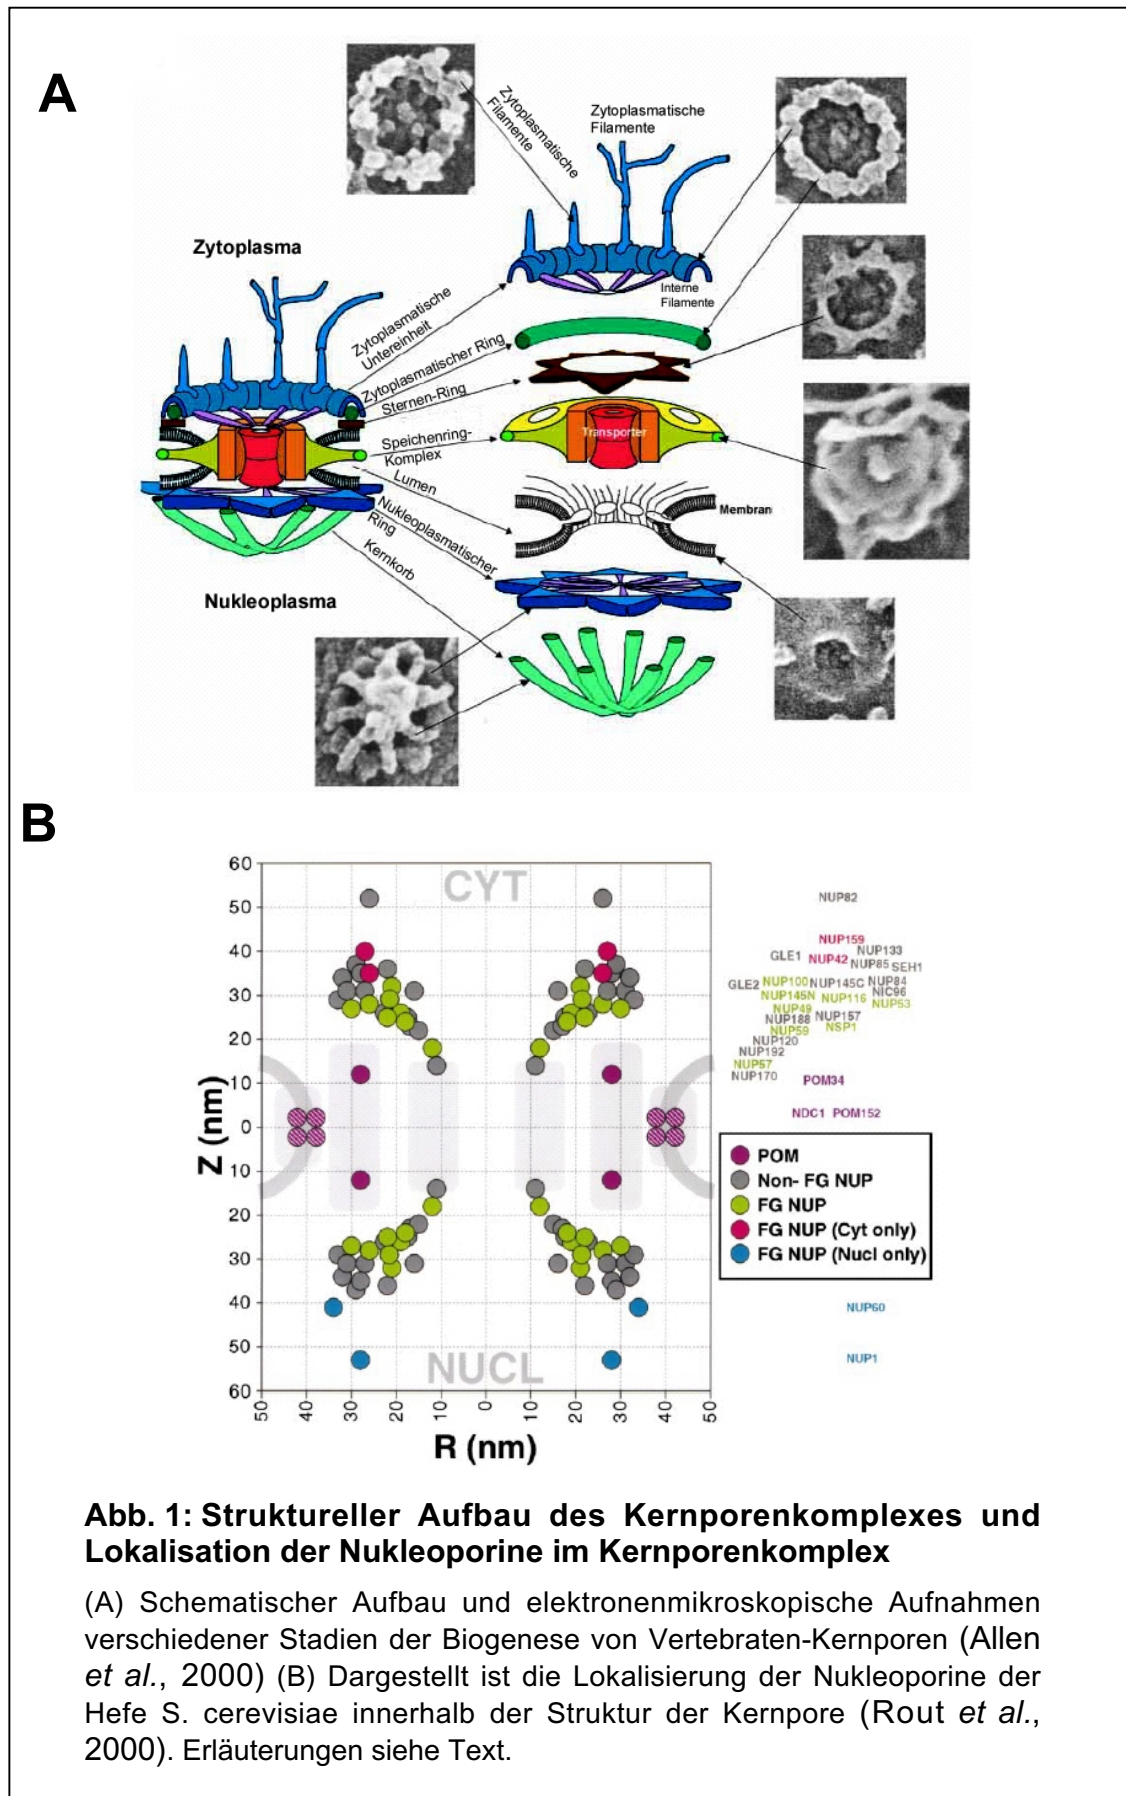 A
Zytoplasmatische
Filamente
Zytoplasmatische
Filamente
Zytoplasma
Interne
Filamente
Zytoplasmatische
Untereinheit
Zytoplasmatischer Ring
Sternen-Ring
Speichenring-
Komplex
Transporter
Lumen
Membran
Nukleoplasmatischer
Ring
Kernkorb
Nukleoplasma
B
60
50
40
30
20
10
0
10
20
30
40
50
60
Z (nm)
CYT
NUCL
50
40
30
20
10
0
10
20
30
40
50
R (nm)
NUP82
NUP159
NUP133
GLE1
NUP42
NUP85
SEH1
GLE2
NUP100
NUP145C
NUP84
NIC96
NUP145N
NUP116
NUP53
NUP49
NUP188
NUP157
NUP59
NSP1
NUP120
NUP192
NUP57
NUP170
POM34
NDC1 POM152
POM
Non- FG NUP
FG NUP
FG NUP (Cyt only)
FG NUP (Nucl only)
NUP60
NUP1
Abb. 1: Struktureller Aufbau des Kernporenkomplexes und
Lokalisation der Nukleoporine im Kernporenkomplex
(A) Schematischer Aufbau und elektronenmikroskopische Aufnahmen
verschiedener Stadien der Biogenese von Vertebraten-Kernporen (Allen
et al., 2000) (B) Dargestellt ist die Lokalisierung der Nukleoporine der
Hefe S. cerevisiae innerhalb der Struktur der Kernpore (Rout et al.,
2000). Erläuterungen siehe Text.